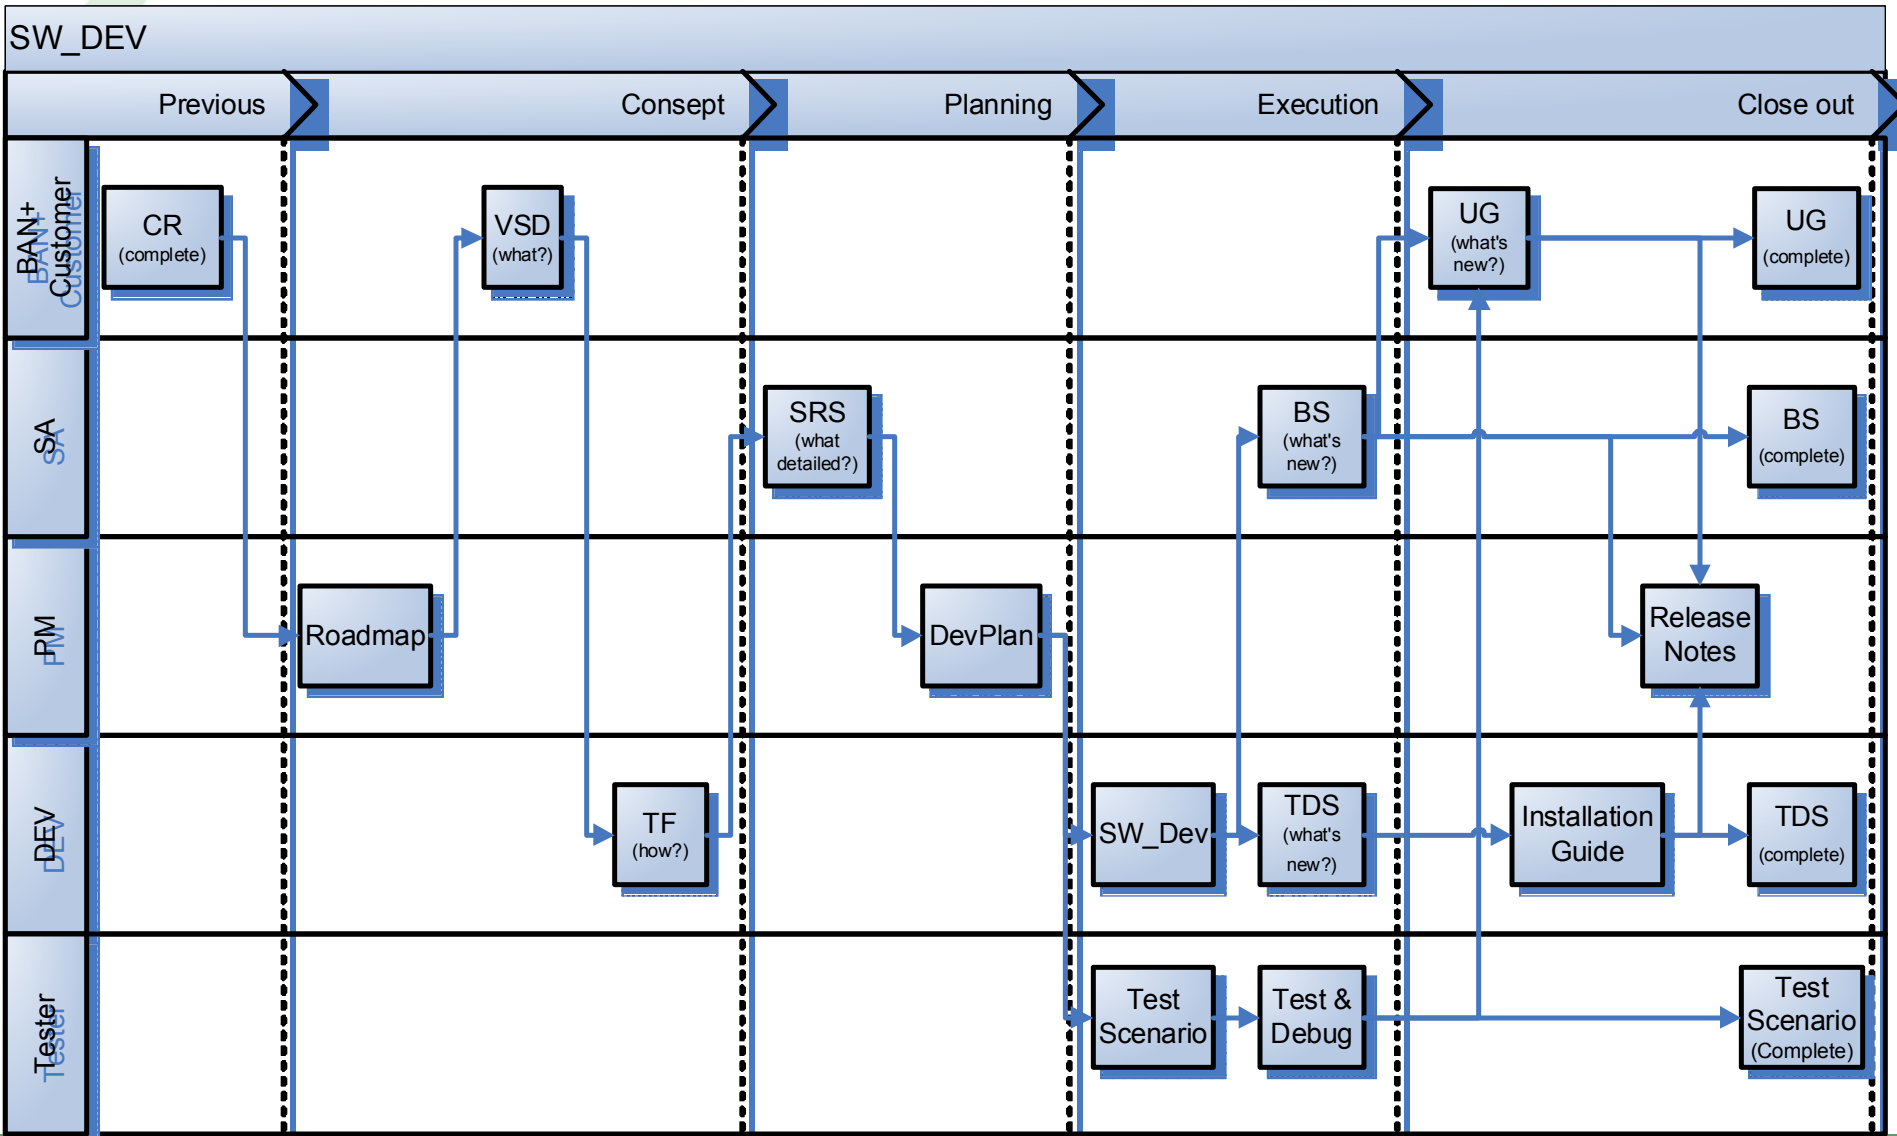 SW_DEV
Previous
Consept
Planning
Execution
Close out
BAN+
Customer
CR
(complete)
VSD
(what?)
UG
(what's
new?)
UG
(complete)
SA
SRS
(what
detailed?)
BS
(what's
new?)
BS
(complete)
PM
Roadmap
DevPlan
Release
Notes
DEV
TF
(how?)
SW_Dev
TDS
(what's
new?)
Installation
Guide
TDS
(complete)
Tester
Test
Scenario
Test &
Debug
Test
Scenario
(Complete)